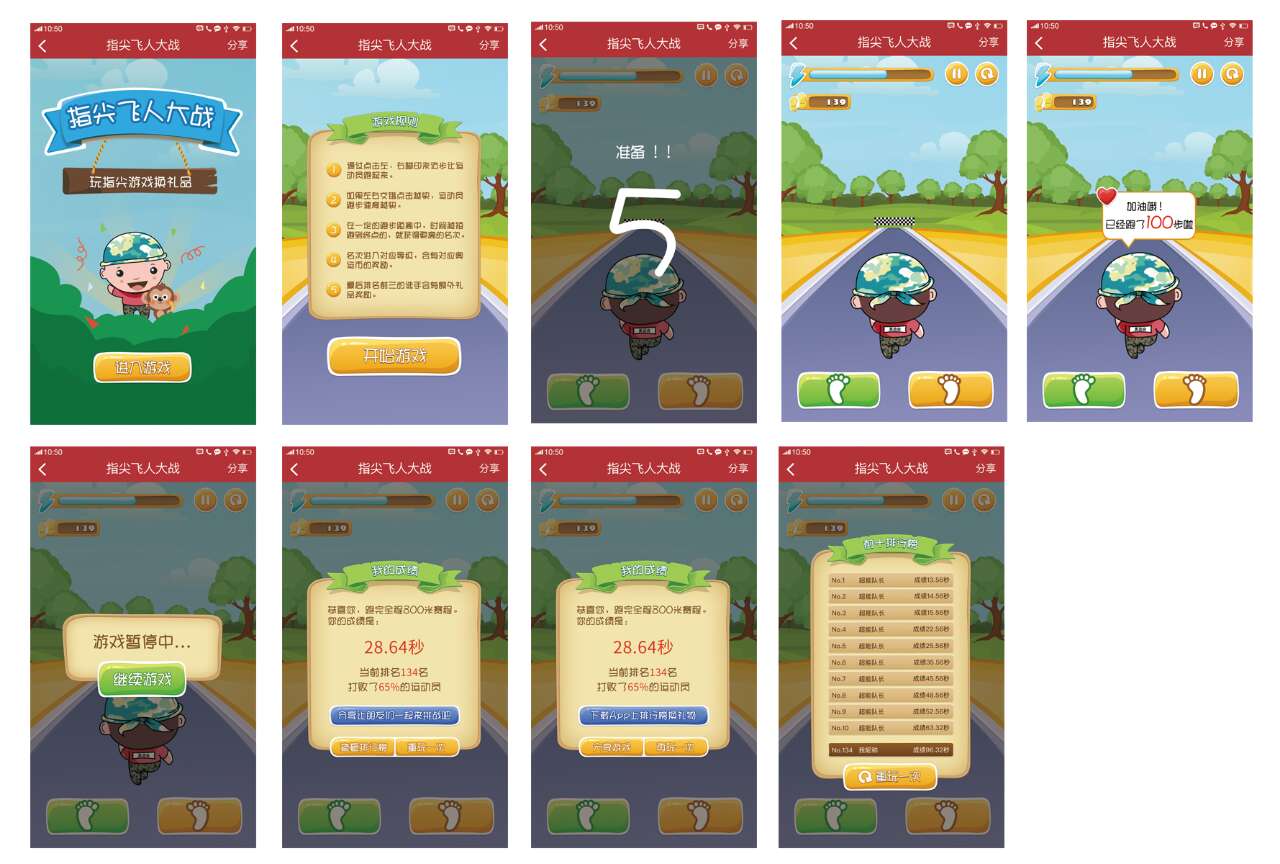 10:50
指尖飞人大战
分享
指尖飞人大战
玩指尖游戏换礼品
进入游戏
10:50
指尖飞人大战
分享
游戏规则
1
通过点击左、右脚印来进步让运
动员跑起来。
2
如果左右交替点击越快，运动员
跑步速度越快。
3
在一定的跑步距离中，时间越短
跑到终点的，就获得更高的名次。
4
名次进入对应等级，会有对应奥
运币的奖励。
5
最后排名前三的选手会有额外礼
品奖励。
开始游戏
10:50
指尖飞人大战
分享
139
准备！！
5
10:50
指尖飞人大战
分享
139
10:50
指尖飞人大战
分享
139
加油哦！
已经跑了100步啦
10:50
指尖飞人大战
分享
139
游戏暂停中...
继续游戏
10:50
指尖飞人大战
分享
139
我的成绩
恭喜你，跑完全程800米赛程。
你的成绩是：
28.64秒
当前排名134名
打败了65%的运动员
分享让朋友们一起来挑战吧
查看排行榜
重玩一次
10:50
指尖飞人大战
分享
139
我的成绩
恭喜你，跑完全程800米赛程。
你的成绩是：
28.64秒
当前排名134名
打败了65%的运动员
下载App上排行榜换礼物
分享游戏
再玩一次
10:50
指尖飞人大战
分享
139
前十排行榜
No.1 超能队长 成绩13.56秒
No.2 超能队长 成绩14.56秒
No.3 超能队长 成绩15.56秒
No.4 超能队长 成绩22.56秒
No.5 超能队长 成绩25.56秒
No.6 超能队长 成绩35.56秒
No.7 超能队长 成绩45.56秒
No.8 超能队长 成绩48.56秒
No.9 超能队长 成绩52.56秒
No.10 超能队长 成绩63.32秒
No.134 我昵称 成绩96.32秒
重玩一次